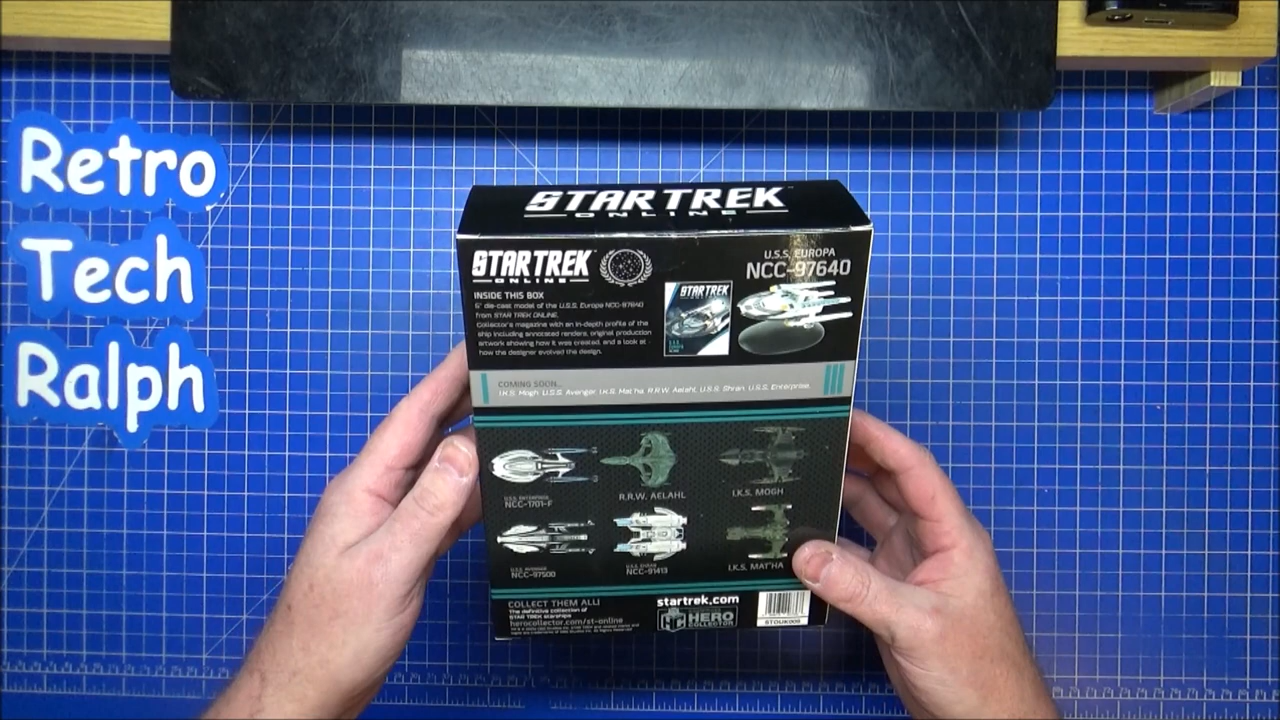 Retro
Tech
Ralph
STAR TREK
ONLINE
STAR TREK
ONLINE
U.S.S. EUROPA
NCC-97640
INSIDE THIS BOX
6" die-cast model of the U.S.S. Europa NCC-97640
from STAR TREK ONLINE.
Collector's magazine with an in-depth profile of the
ship including annotated renders, original production
artwork showing how it was created, and a look at
how the designer evolved the design.
STAR TREK
COMING SOON...
I.K.S. Mogh, U.S.S. Avenger, I.K.S. Mat'ha, R.R.W. Aelahl, U.S.S. Shran, U.S.S. Enterprise,
U.S.S. ENTERPRISE
NCC-1701-F
R.R.W. AELAHL
I.K.S. MOGH
U.S.S. AVENGER
NCC-97500
U.S.S. SHRAN
NCC-91413
I.K.S. MAT'HA
COLLECT THEM ALL!
The definitive collection of
STAR TREK starships
herocollector.com/st-online
startrek.com
HC HERO
COLLECTOR
STOUK009